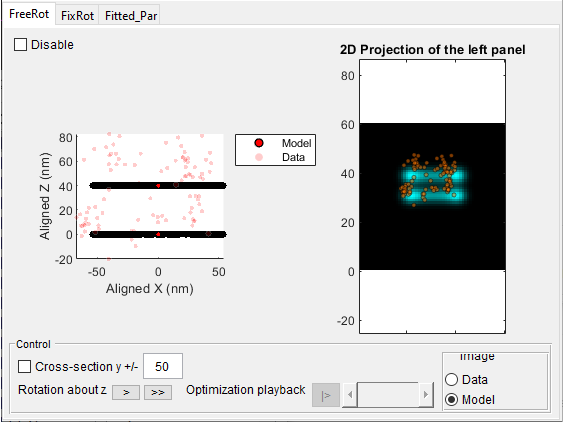 FreeRot FixRot Fitted_Par
Disable
2D Projection of the left panel
Model
Data
80
60
40
20
0
-20
-50 0 50
Aligned X (nm)
Aligned Z (nm)
80
60
40
20
0
-20
Control
Cross-section y +/- 50
Rotation about z > >>
Optimization playback |>
Image
Data
Model